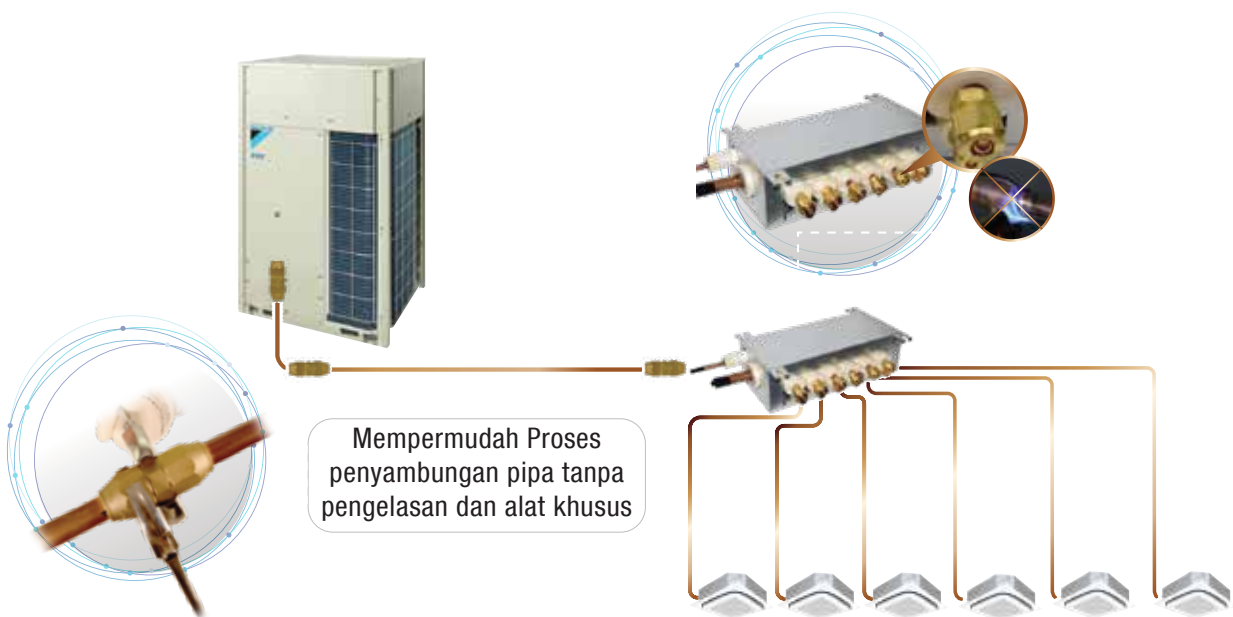 Mempermudah Proses
penyambungan pipa tanpa
pengelasan dan alat khusus